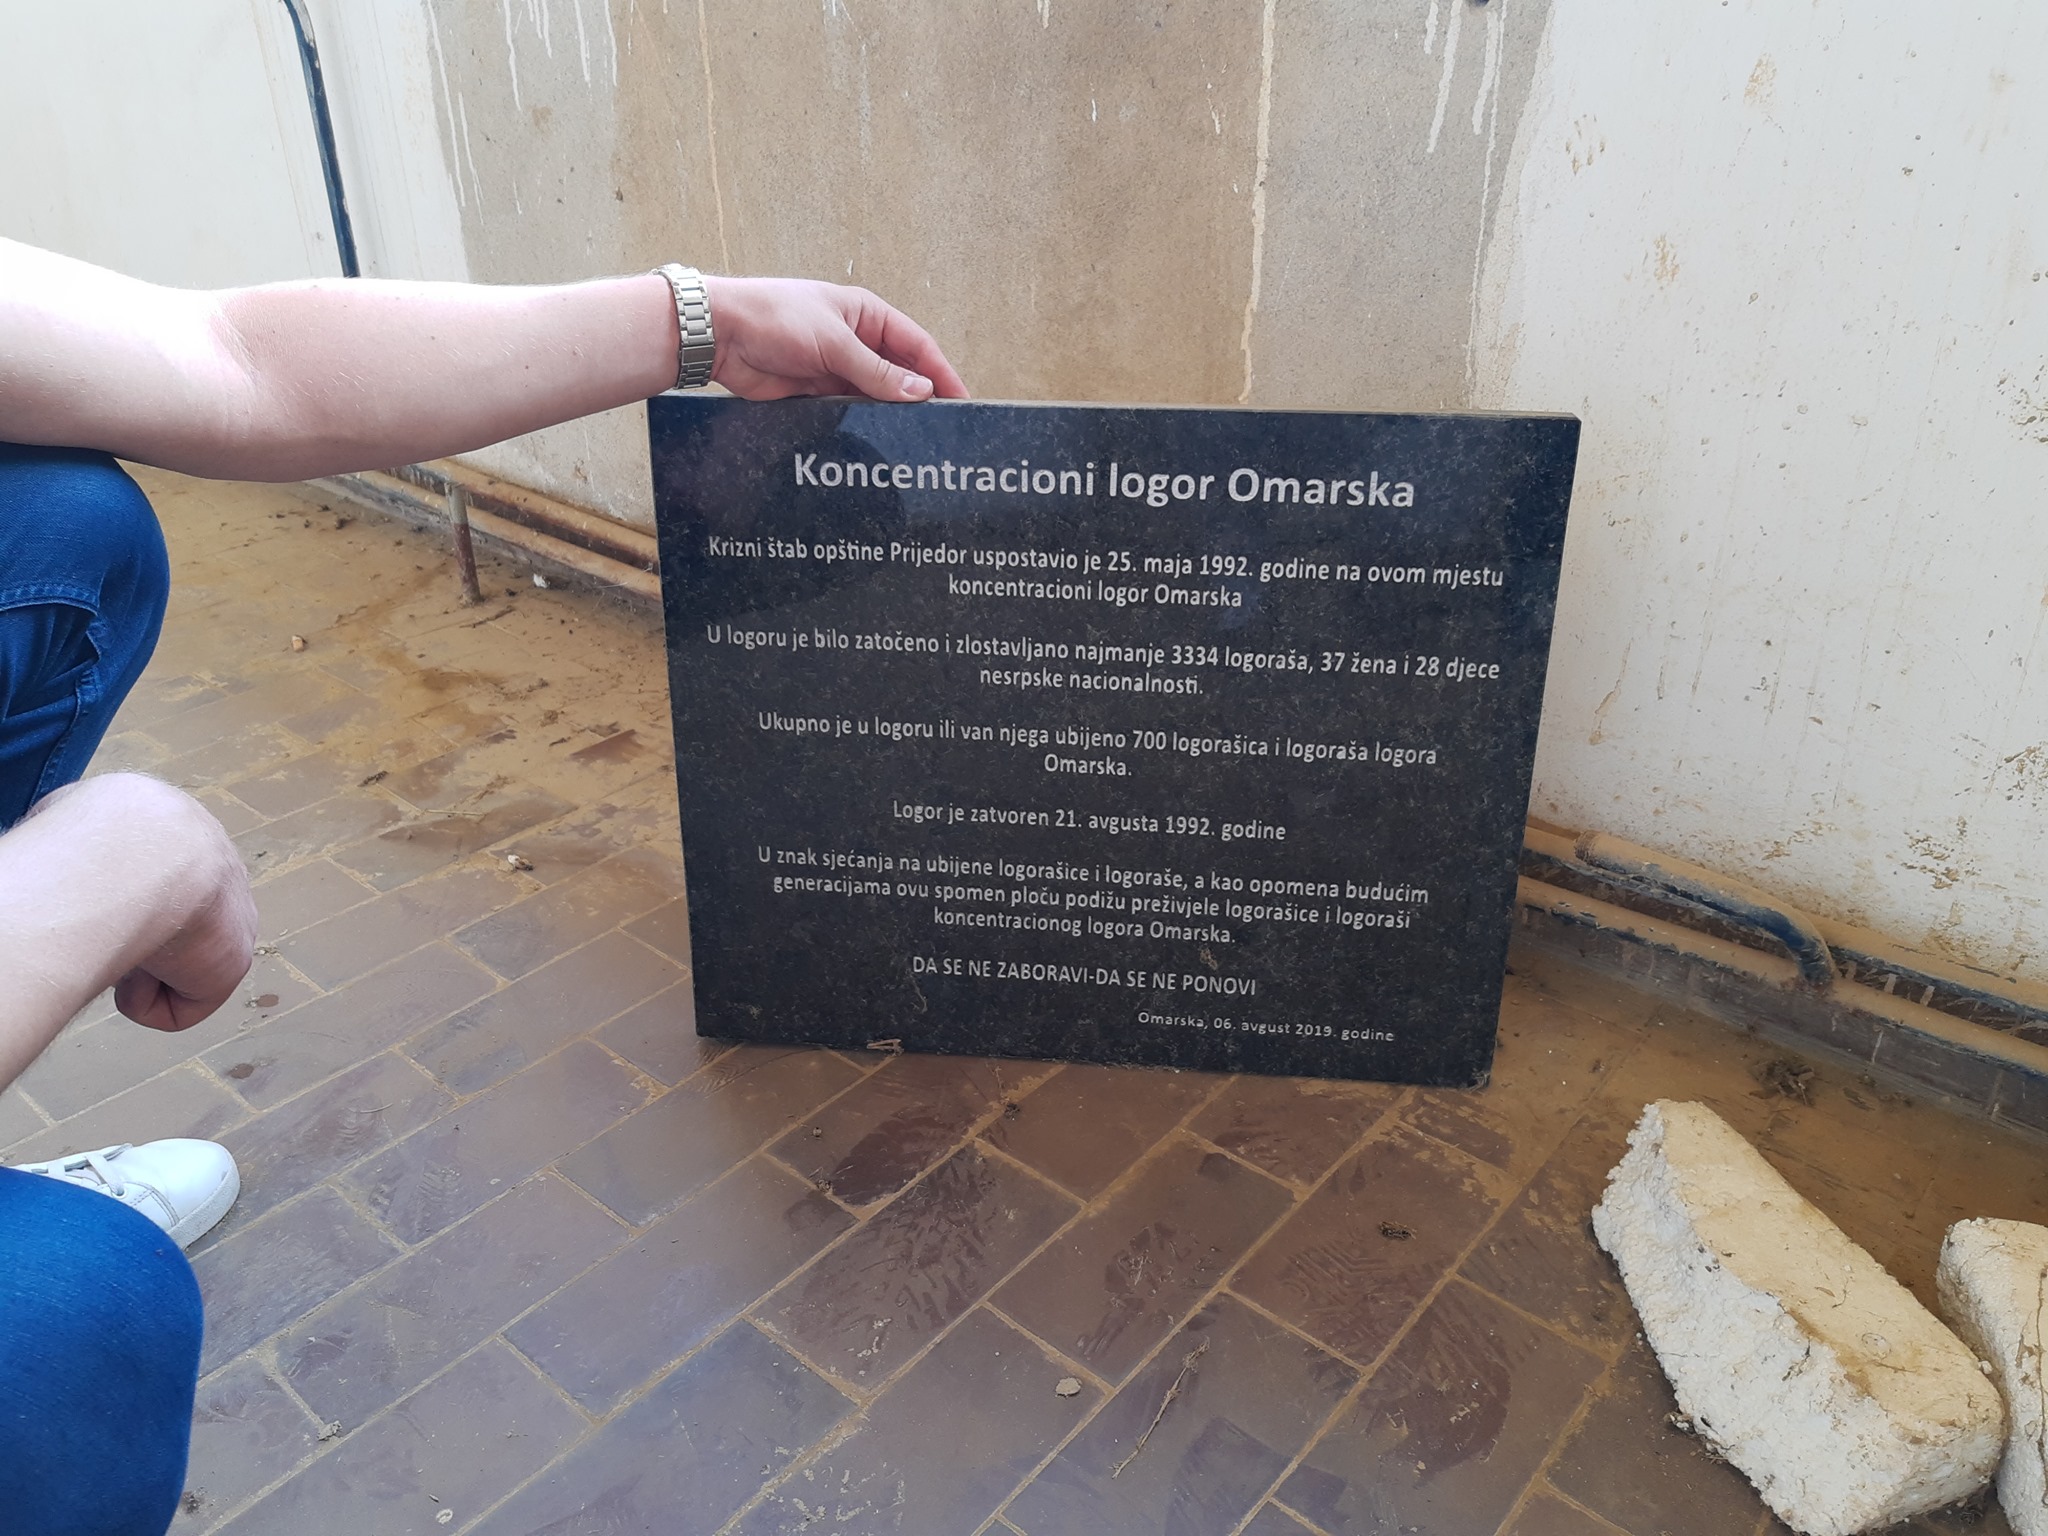 Koncentracioni logor Omarska
Krizni štab opštine Prijedor uspostavio je 25. maja 1992. godine na ovom mjestu
koncentracioni logor Omarska
U logoru je bilo zatočeno i zlostavljano najmanje 3334 logoraša, 37 žena i 28 djece
nesrpske nacionalnosti.
Ukupno je u logoru ili van njega ubijeno 700 logorašica i logoraša logora
Omarska.
Logor je zatvoren 21. avgusta 1992. godine
U znak sjećanja na ubijene logorašice i logoraše, a kao opomena budućim
generacijama ovu spomen ploču podižu preživjele logorašice i logoraši
koncentracionog logora Omarska.
DA SE NE ZABORAVI-DA SE NE PONOVI
Omarska, 06. avgust 2019. godine